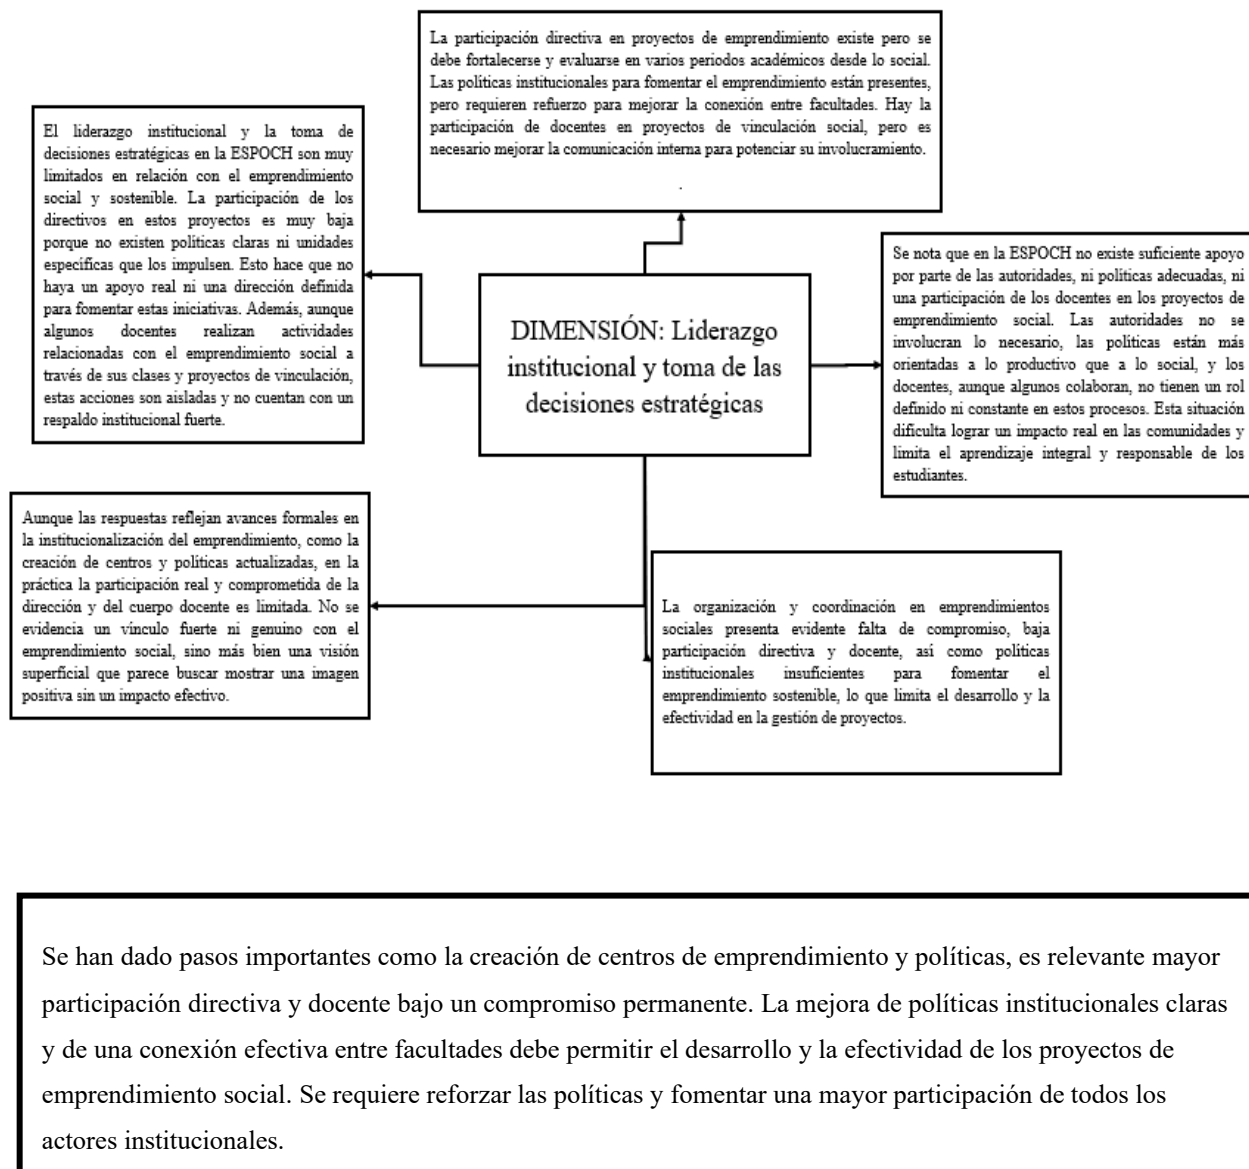 La participación directiva en proyectos de emprendimiento existe pero se
debe fortalecerse y evaluarse en varios periodos académicos desde lo social.
Las políticas institucionales para fomentar el emprendimiento están presentes,
pero requieren refuerzo para mejorar la conexión entre facultades. Hay la
participación de docentes en proyectos de vinculación social, pero es
necesario mejorar la comunicación interna para potenciar su involucramiento.
.
El liderazgo institucional y la toma de
decisiones estratégicas en la ESPOCH son muy
limitados en relación con el emprendimiento
social y sostenible. La participación de los
directivos en estos proyectos es muy baja
porque no existen políticas claras ni unidades
específicas que los impulsen. Esto hace que no
haya un apoyo real ni una dirección definida
para fomentar estas iniciativas. Además, aunque
algunos docentes realizan actividades
relacionadas con el emprendimiento social a
través de sus clases y proyectos de vinculación,
estas acciones son aisladas y no cuentan con un
respaldo institucional fuerte.
DIMENSIÓN: Liderazgo
institucional y toma de las
decisiones estratégicas
Se nota que en la ESPOCH no existe suficiente apoyo
por parte de las autoridades, ni políticas adecuadas, ni
una participación de los docentes en los proyectos de
emprendimiento social. Las autoridades no se
involucran lo necesario, las políticas están más
orientadas a lo productivo que a lo social, y los
docentes, aunque algunos colaboran, no tienen un rol
definido ni constante en estos procesos. Esta situación
dificulta lograr un impacto real en las comunidades y
limita el aprendizaje integral y responsable de los
estudiantes.
Aunque las respuestas reflejan avances formales en
la institucionalización del emprendimiento, como la
creación de centros y políticas actualizadas, en la
práctica la participación real y comprometida de la
dirección y del cuerpo docente es limitada. No se
evidencia un vínculo fuerte ni genuino con el
emprendimiento social, sino más bien una visión
superficial que parece buscar mostrar una imagen
positiva sin un impacto efectivo.
La organización y coordinación en emprendimientos
sociales presenta evidente falta de compromiso, baja
participación directiva y docente, así como políticas
institucionales insuficientes para fomentar el
emprendimiento sostenible, lo que limita el desarrollo y la
efectividad en la gestión de proyectos.
Se han dado pasos importantes como la creación de centros de emprendimiento y políticas, es relevante mayor
participación directiva y docente bajo un compromiso permanente. La mejora de políticas institucionales claras
y de una conexión efectiva entre facultades debe permitir el desarrollo y la efectividad de los proyectos de
emprendimiento social. Se requiere reforzar las políticas y fomentar una mayor participación de todos los
actores institucionales.